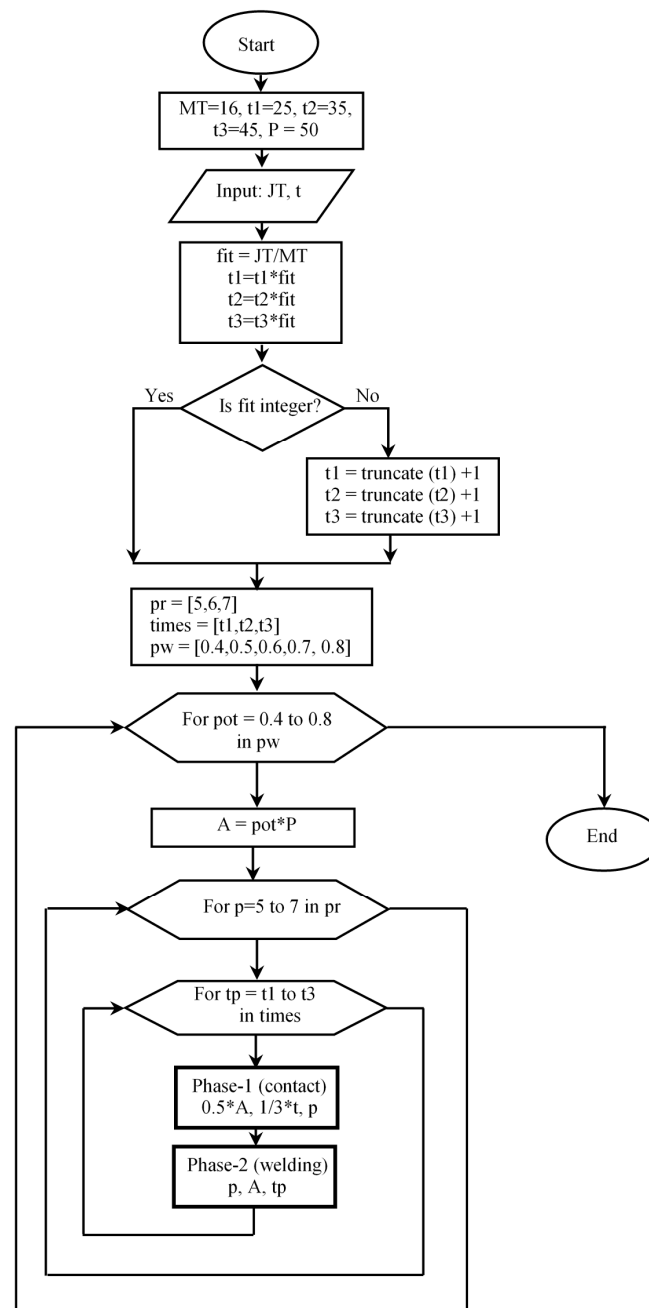 Start
MT=16, t1=25, t2=35,
t3=45, P = 50
Input: JT, t
fit = JT/MT
t1=t1*fit
t2=t2*fit
t3=t3*fit
Yes
Is fit integer?
No
t1 = truncate (t1) +1
t2 = truncate (t2) +1
t3 = truncate (t3) +1
pr = [5,6,7]
times = [t1,t2,t3]
pw = [0.4,0.5,0.6,0.7, 0.8]
For pot = 0.4 to 0.8
in pw
A = pot*P
End
For p=5 to 7 in pr
For tp = t1 to t3
in times
Phase-1 (contact)
0.5*A, 1/3*t, p
Phase-2 (welding)
p, A, tp